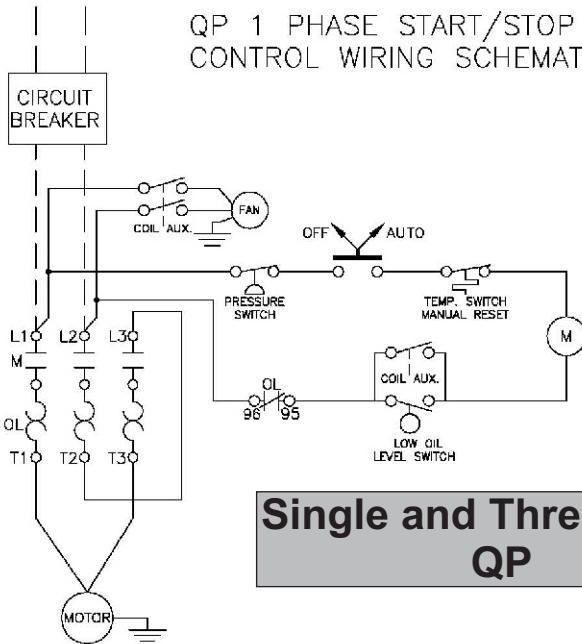 QP 1 PHASE START/STOP
CONTROL WIRING SCHEMAT
CIRCUIT
BREAKER
FAN
COIL AUX.
OFF
AUTO
PRESSURE
SWITCH
TEMP. SWITCH
MANUAL RESET
L1
L2
L3
M
M
COIL AUX.
OL
96
95
OL
LOW OIL
LEVEL SWITCH
T1
T2
T3
Single and Thre
QP
MOTOR